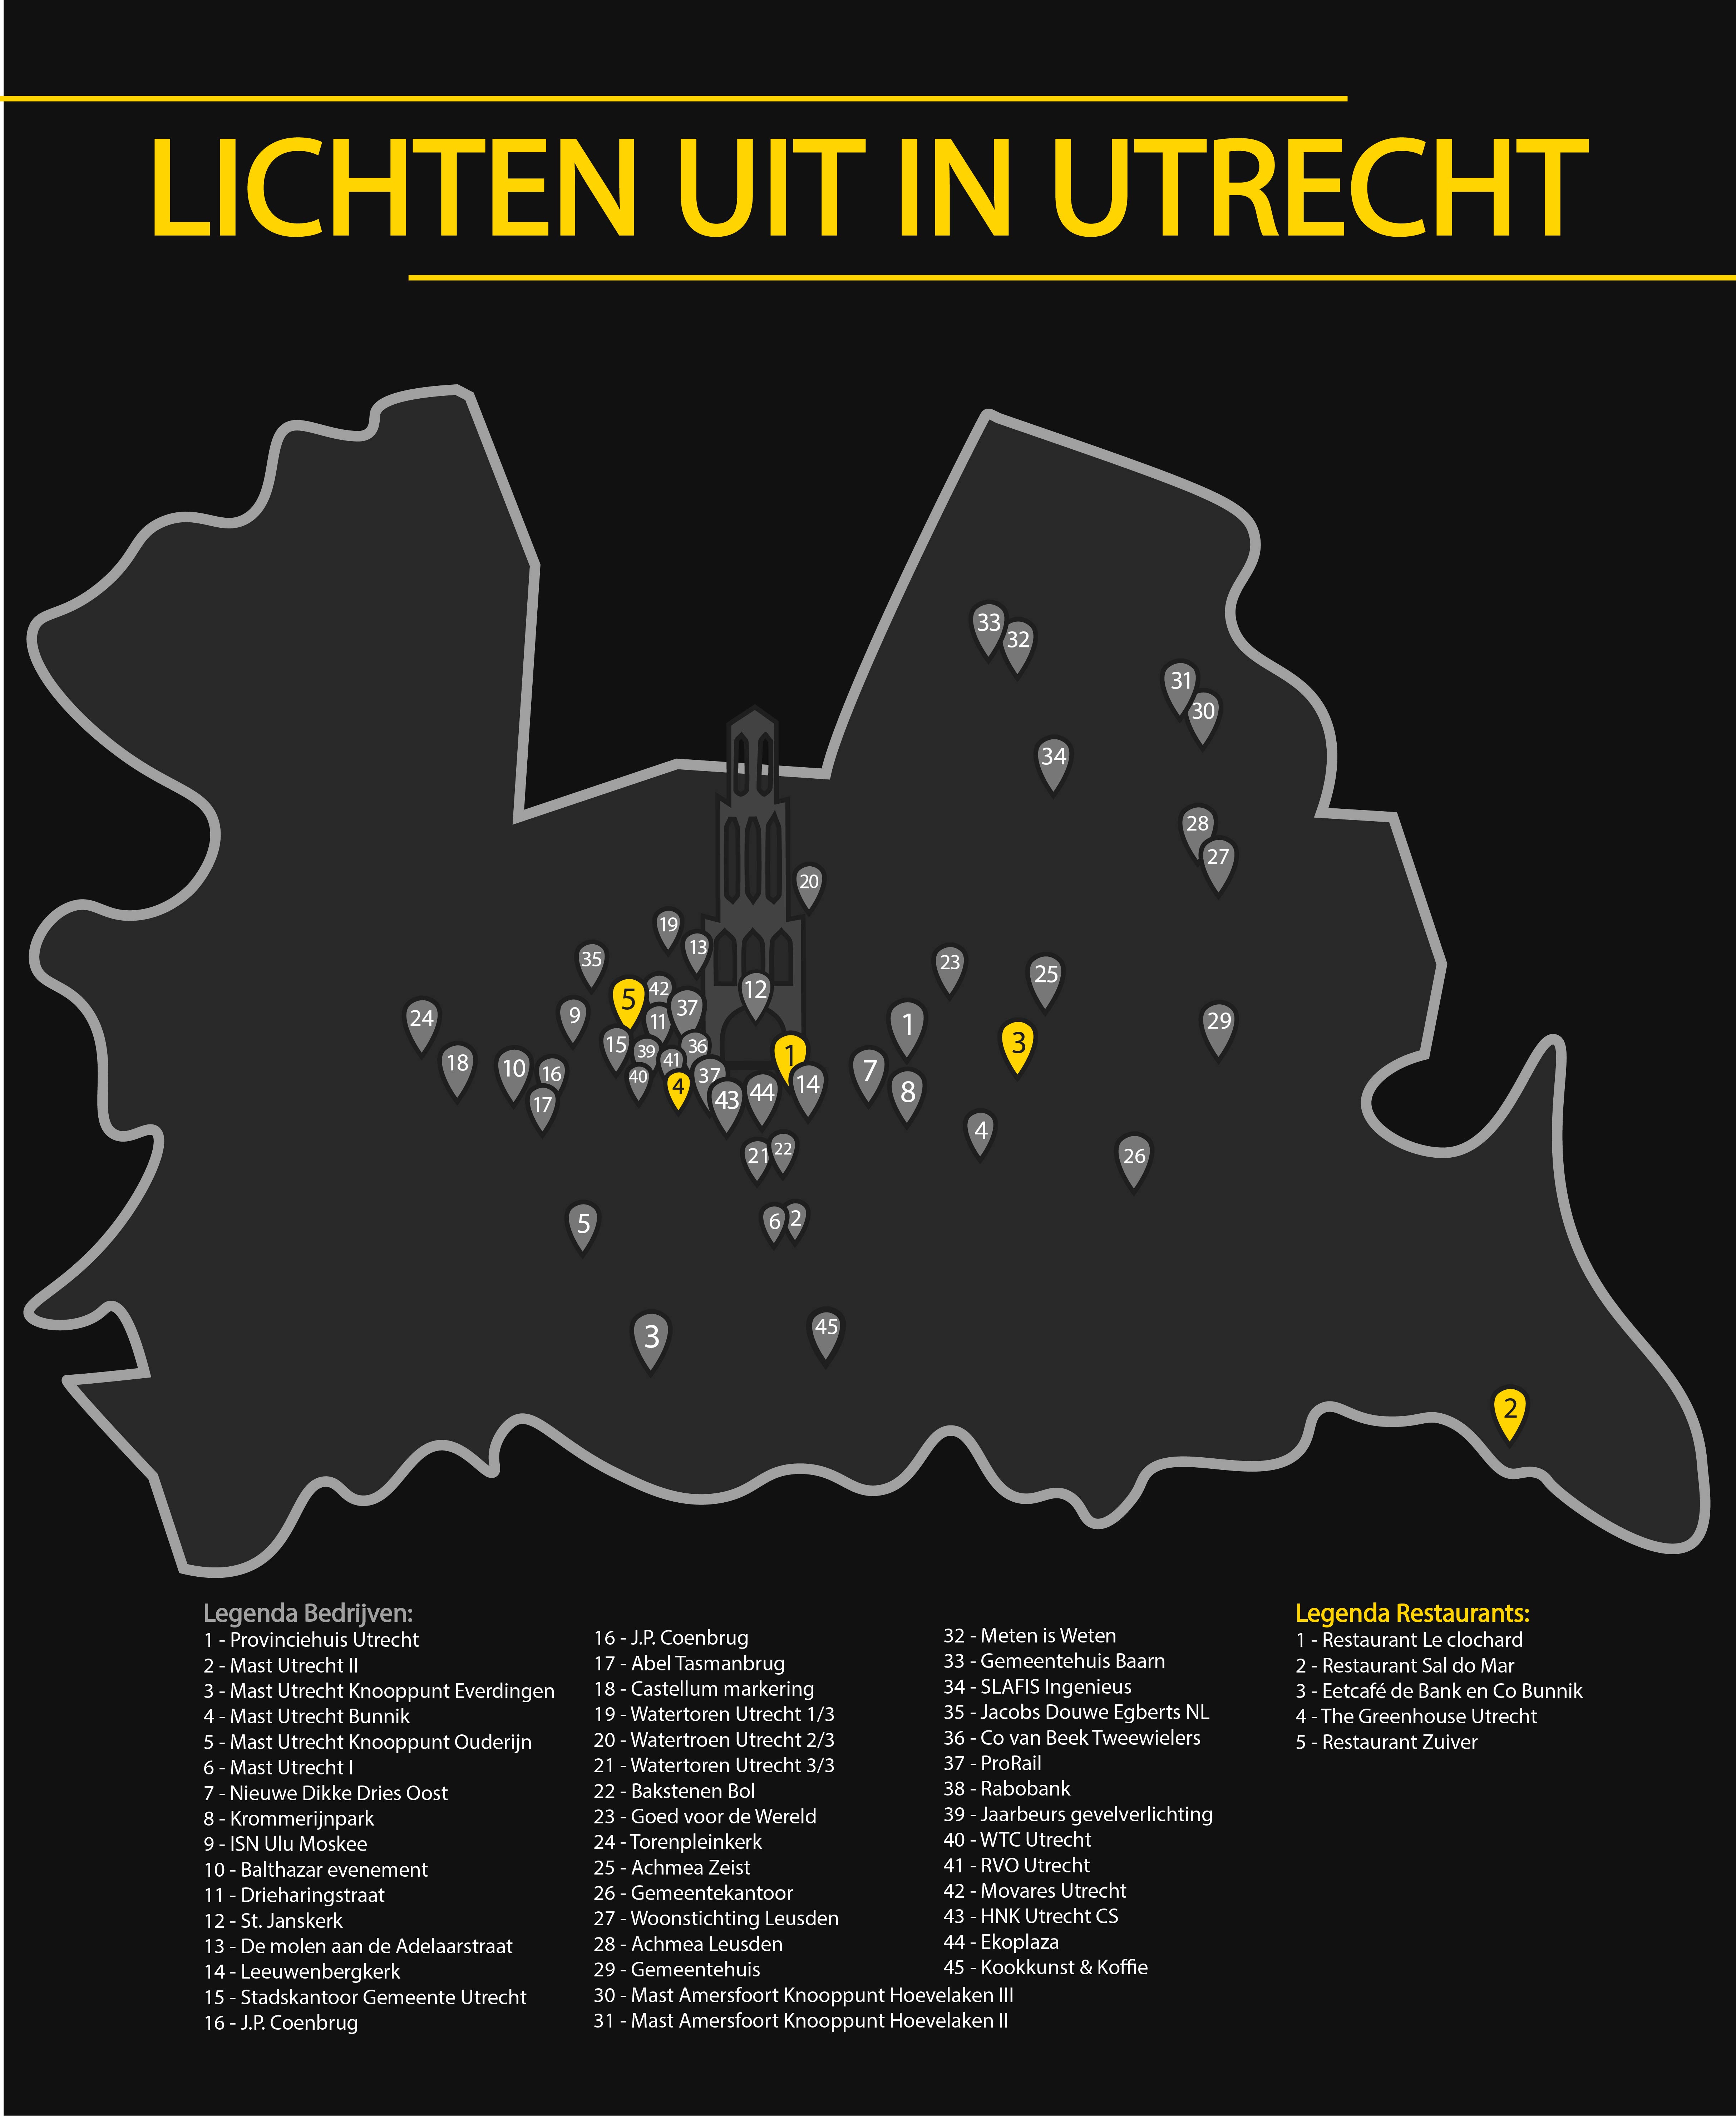 LICHTEN UIT IN UTRECHT
33
32
31
30
34
28
27
20
19
13
35
23
25
42
5
12
37
24
9
11
1
29
15
39
36
3
41
1
18
10
16
40
4
37
14
7
8
17
43
44
4
21
22
26
5
6
2
3
45
2
Legenda Bedrijven:
1 - Provinciehuis Utrecht
2 - Mast Utrecht II
3 - Mast Utrecht Knooppunt Everdingen
4 - Mast Utrecht Bunnik
5 - Mast Utrecht Knooppunt Ouderijn
6 - Mast Utrecht I
7 - Nieuwe Dikke Dries Oost
8 - Krommerijnpark
9 - ISN Ulu Moskee
10 - Balthazar evenement
11 - Drieharingstraat
12 - St. Janskerk
13 - De molen aan de Adelaarstraat
14 - Leeuwenbergkerk
15 - Stadskantoor Gemeente Utrecht
16 - J.P. Coenbrug
16 - J.P. Coenbrug
17 - Abel Tasmanbrug
18 - Castellum markering
19 - Watertoren Utrecht 1/3
20 - Watertroen Utrecht 2/3
21 - Watertoren Utrecht 3/3
22 - Bakstenen Bol
23 - Goed voor de Wereld
24 - Torenpleinkerk
25 - Achmea Zeist
26 - Gemeentekantoor
27 - Woonstichting Leusden
28 - Achmea Leusden
29 - Gemeentehuis
30 - Mast Amersfoort Knooppunt Hoevelaken III
31 - Mast Amersfoort Knooppunt Hoevelaken II
32 - Meten is Weten
33 - Gemeentehuis Baarn
34 - SLAFIS Ingenieus
35 - Jacobs Douwe Egberts NL
36 - Co van Beek Tweewielers
37 - ProRail
38 - Rabobank
39 - Jaarbeurs gevelverlichting
40 - WTC Utrecht
41 - RVO Utrecht
42 - Movares Utrecht
43 - HNK Utrecht CS
44 - Ekoplaza
45 - Kookkunst & Koffie
Legenda Restaurants:
1 - Restaurant Le clochard
2 - Restaurant Sal do Mar
3 - Eetcafé de Bank en Co Bunnik
4 - The Greenhouse Utrecht
5 - Restaurant Zuiver